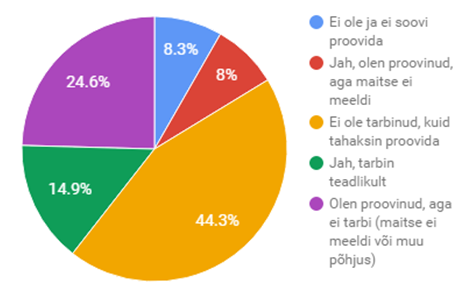 8.3%
8%
24.6%
14.9%
44.3%
Ei ole ja ei soovi
proovida
Jah, olen proovinud,
aga maitse ei
meeldi
Ei ole tarbinud, kuid
tahaksin proovida
Jah, tarbin
teadlikult
Olen proovinud, aga
ei tarbi (maitse ei
meeldi või muu
põhjus)